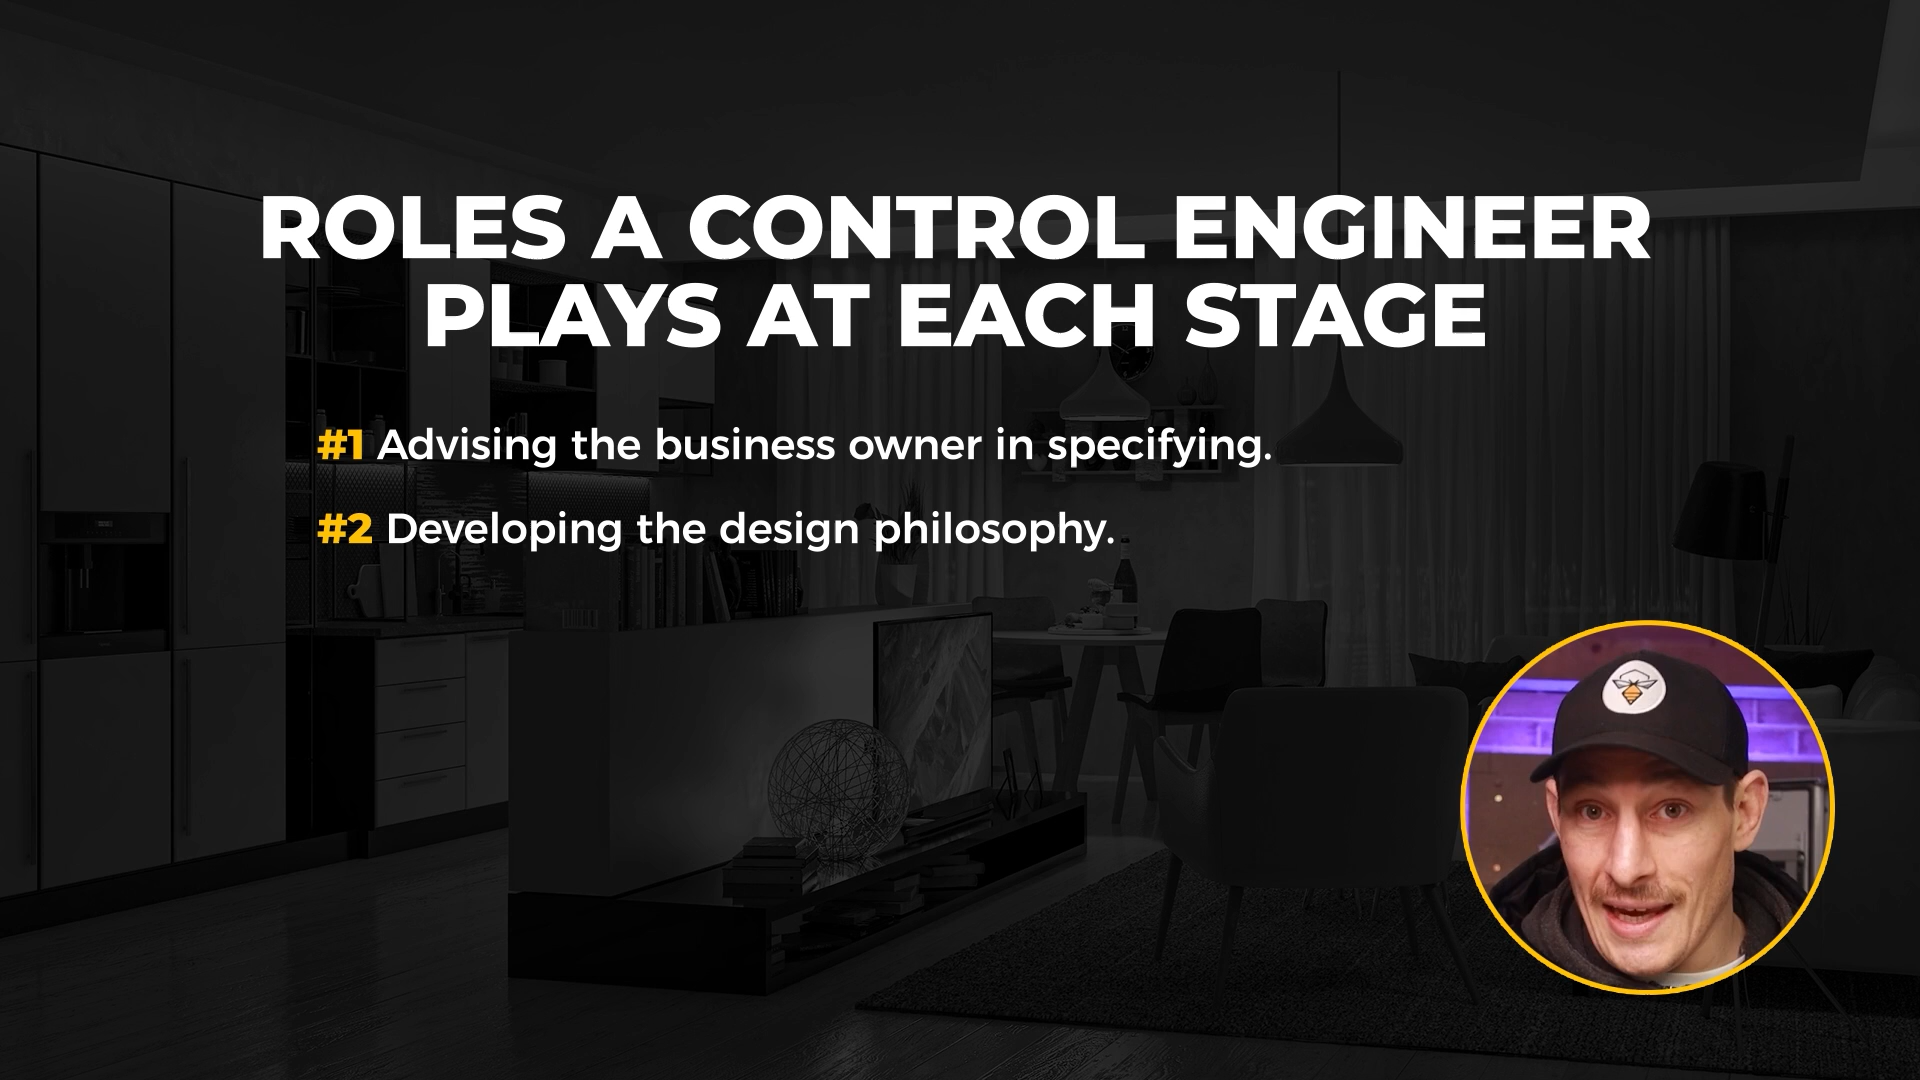 ROLES A CONTROL ENGINEER
PLAYS AT EACH STAGE
#1 Advising the business owner in specifying.
#2 Developing the design philosophy.